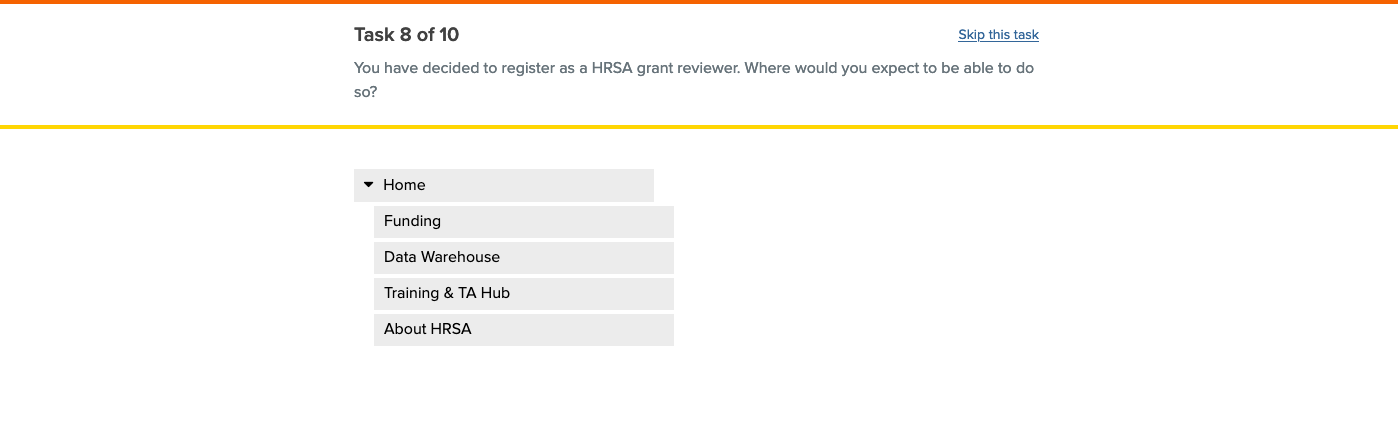 Task 8 of 10
Skip this task
You have decided to register as a HRSA grant reviewer. Where would you expect to be able to do
so?
Home
Funding
Data Warehouse
Training & TA Hub
About HRSA